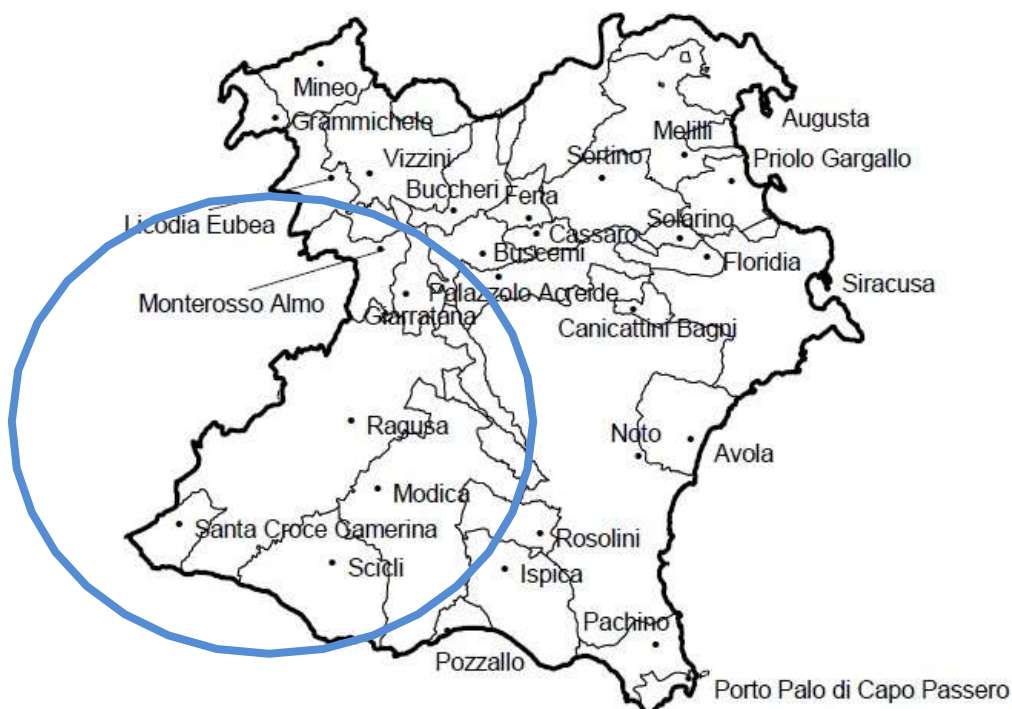 Mineo
Grammichele
Augusta
Melilli
Vizzini
Sortino
Priolo Gargallo
Buccheri
Ferla
Licodia Eubea
Solarino
Cassaro
Buscemi
Floridia
Siracusa
Monterosso Almo
Palazzolo Acreide
Giarratana
Canicattini Bagni
Ragusa
Noto
Avola
Modica
Santa Croce Camerina
Rosolini
Scicli
Ispica
Pachino
Pozzallo
Porto Palo di Capo Passero